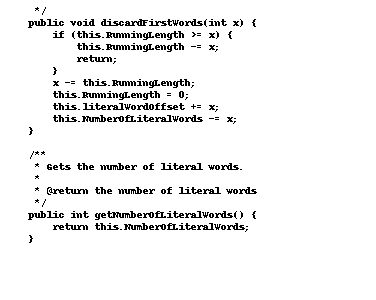 */
    public void discardFirstWords(int x) {
        if (this.RunningLength >= x) {
            this.RunningLength -= x;
            return;
        }
        x -= this.RunningLength;
        this.RunningLength = 0;
        this.literalWordOffset += x;
        this.NumberOfLiteralWords -= x;
    }

    /**
     * Gets the number of literal words.
     *
     * @return the number of literal words
     */
    public int getNumberOfLiteralWords() {
        return this.NumberOfLiteralWords;
    }